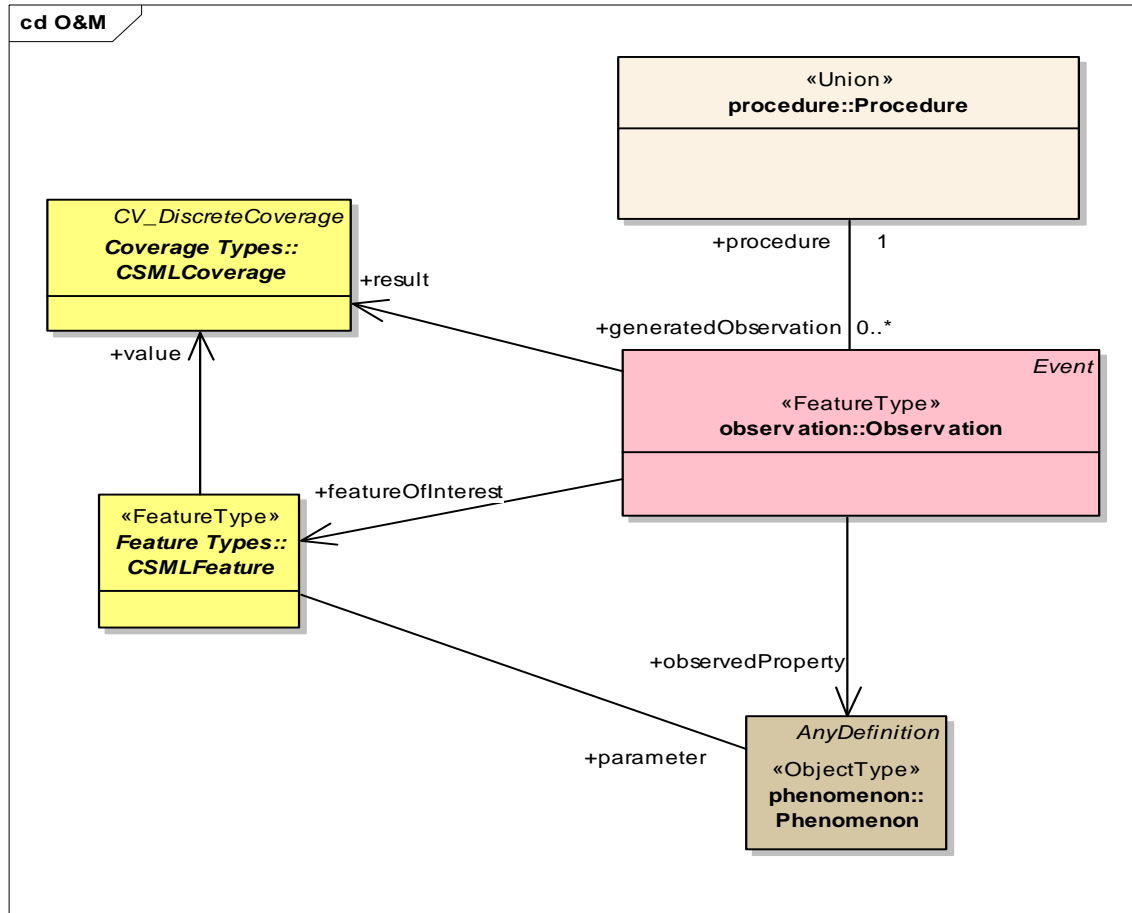 cd O&M
«Union»
procedure::Procedure
CV_DiscreteCoverage
Coverage Types::
CSMLCoverage
+procedure 1
+result
+generatedObservation 0..*
+value
Event
«FeatureType»
observation::Observation
+featureOfInterest
«FeatureType»
Feature Types::
CSMLFeature
+observedProperty
+parameter
AnyDefinition
«ObjectType»
phenomenon::
Phenomenon